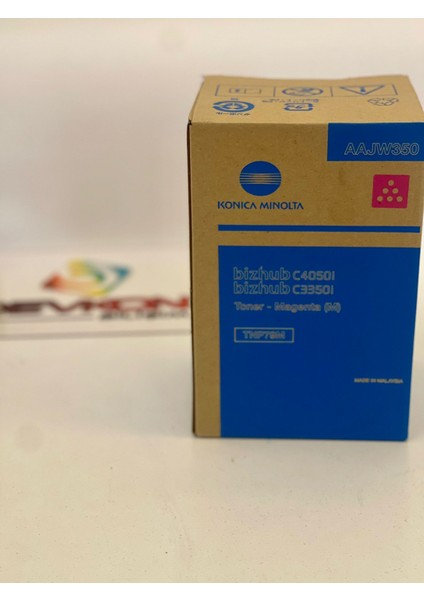 AAJW350
KONICA MINOLTA
bizhub C4050i
bizhub C3350i
Toner - Magenta (M)
TNP79M
MADE IN MALAYSIA